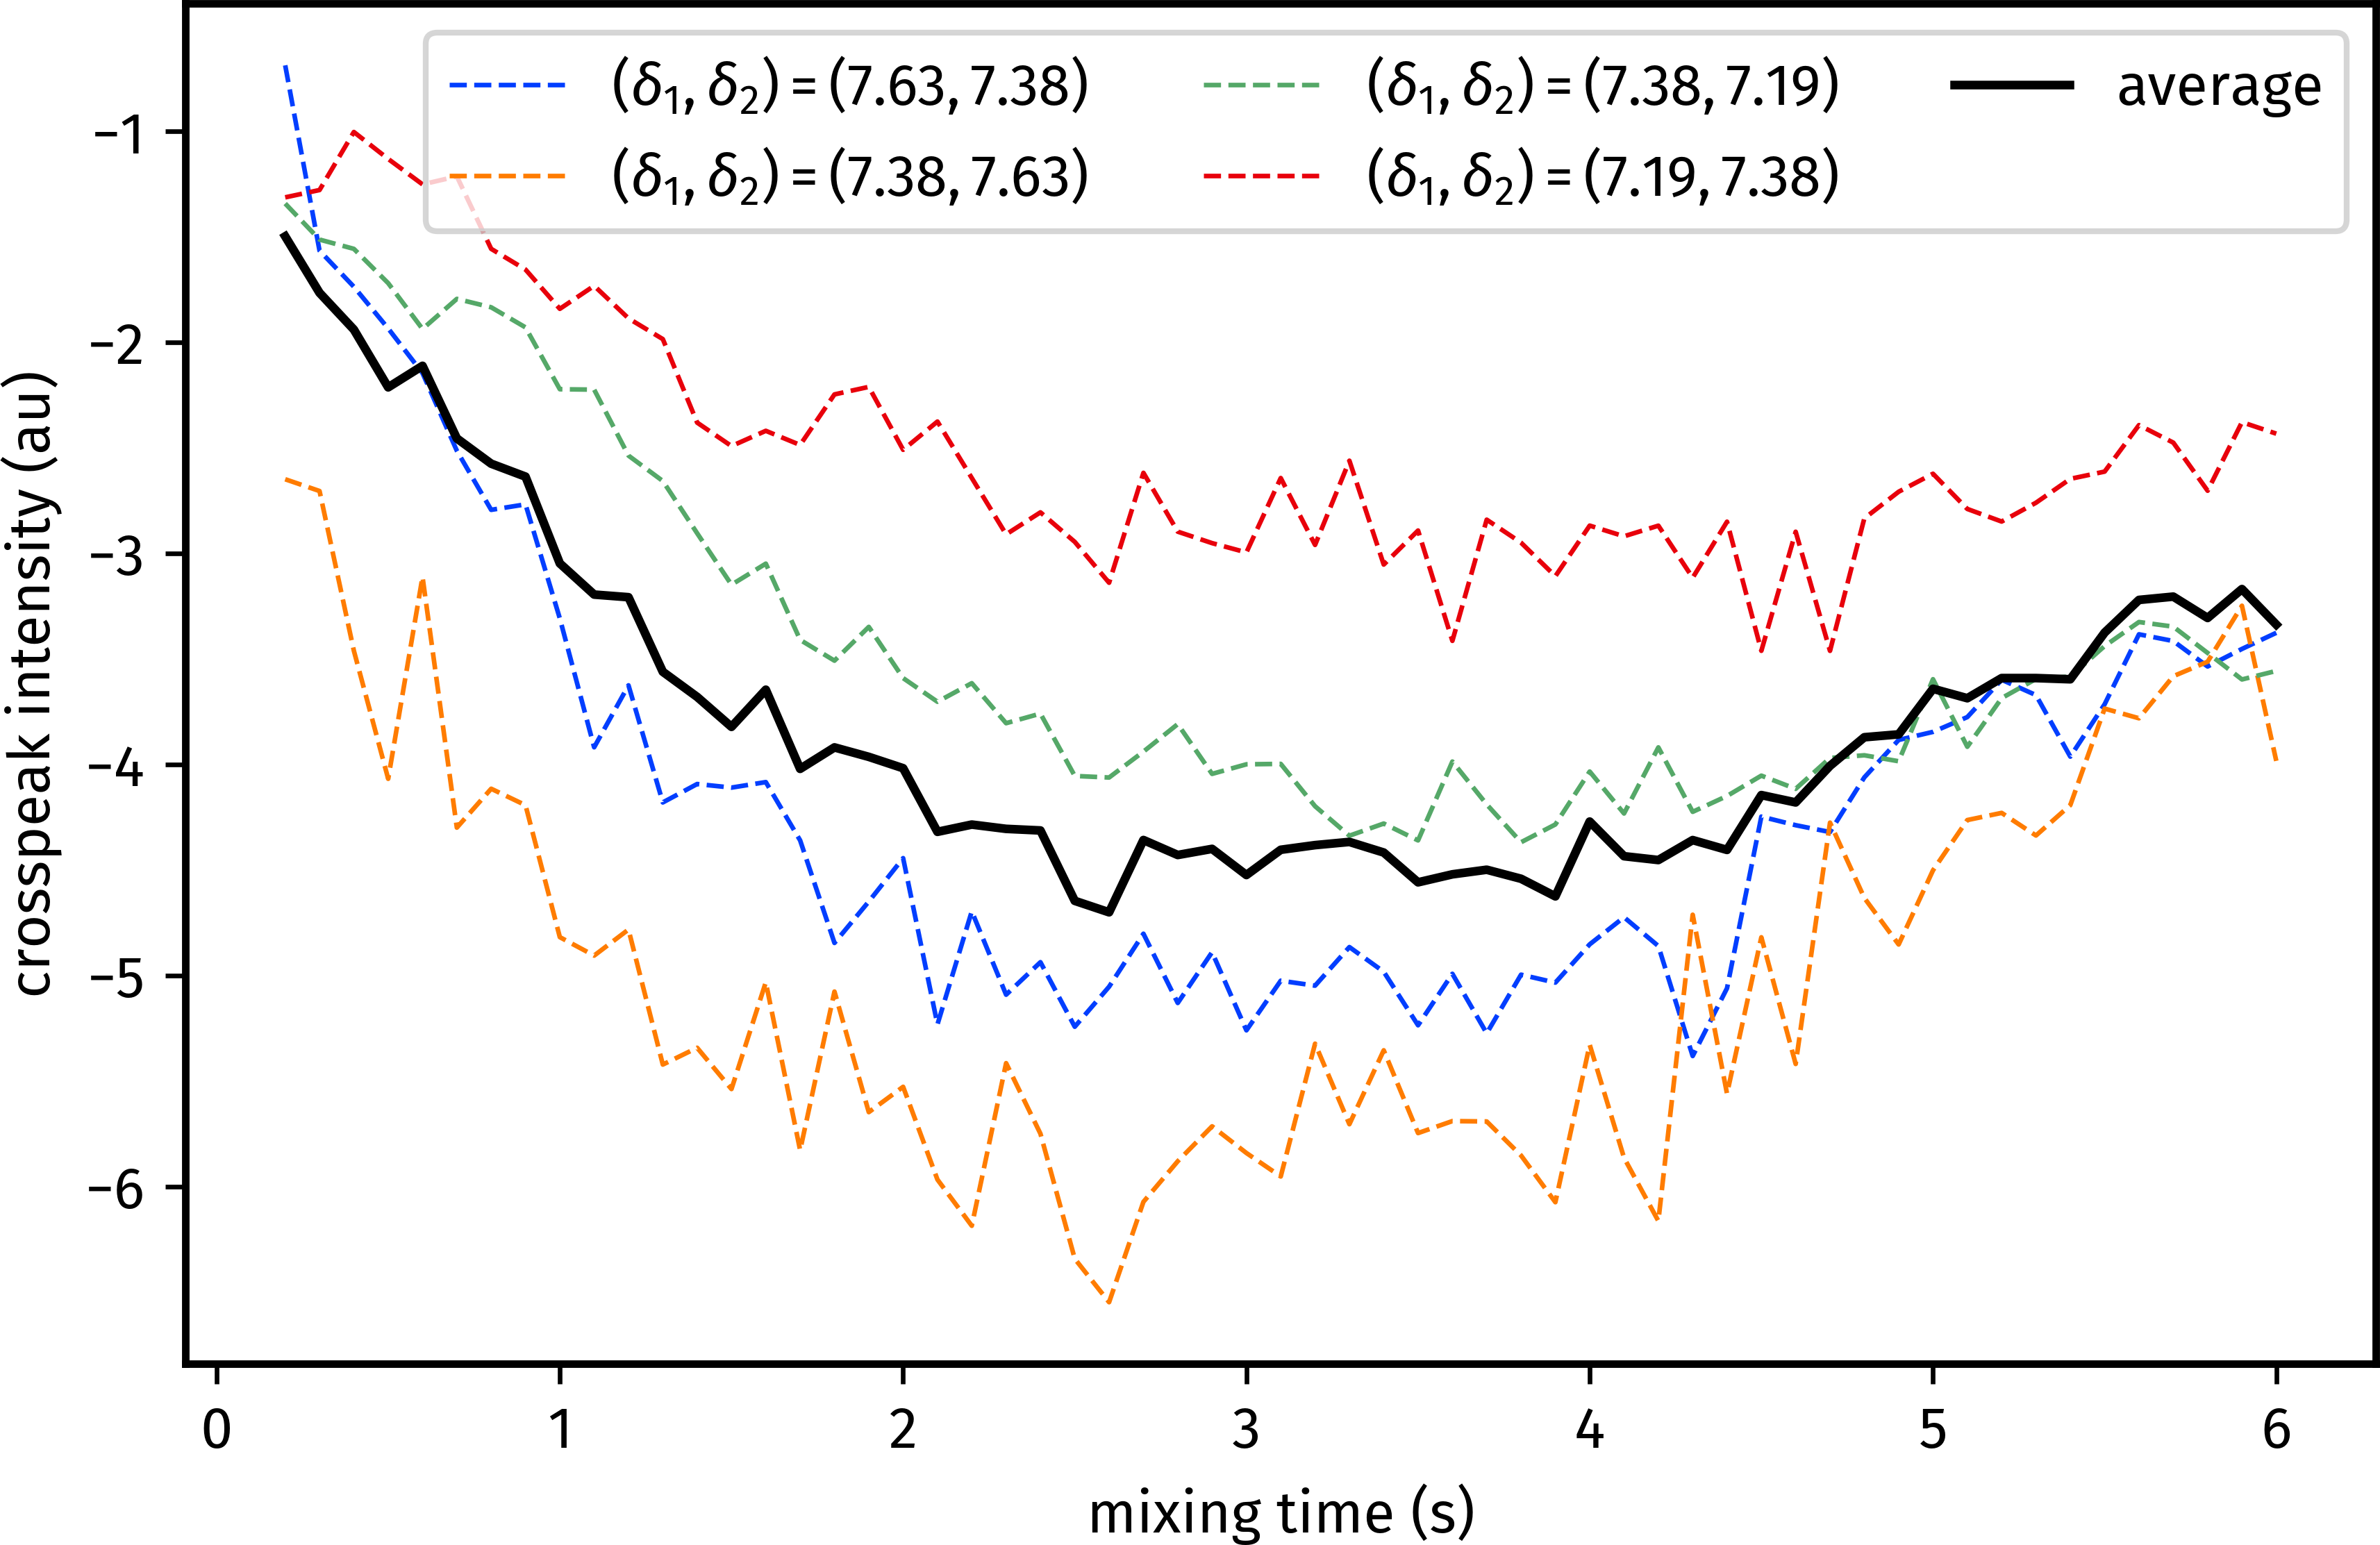 (δ₁, δ₂) = (7.63, 7.38)
(δ₁, δ₂) = (7.38, 7.63)
(δ₁, δ₂) = (7.38, 7.19)
(δ₁, δ₂) = (7.19, 7.38)
average
crosspeak intensity (au)
−1
−2
−3
−4
−5
−6
0 1 2 3 4 5 6
mixing time (s)